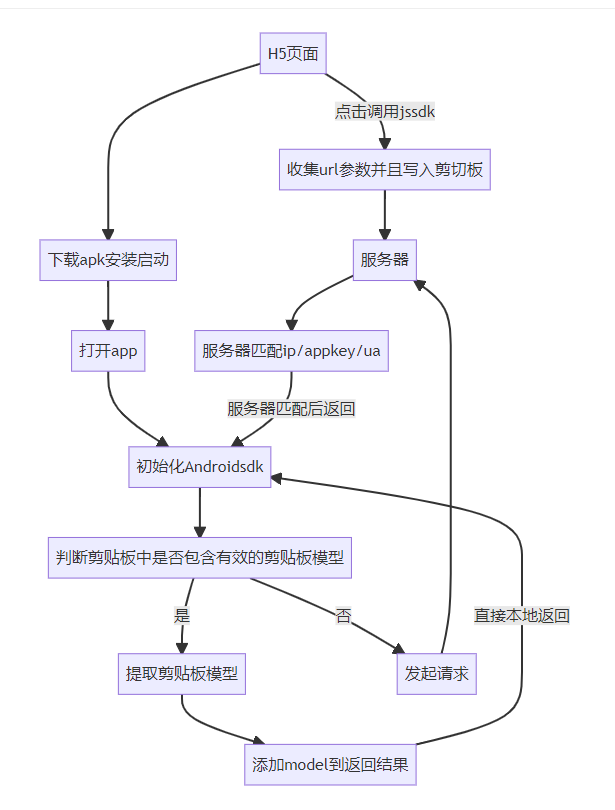 H5页面
点击调用jssdk
收集url参数并且写入剪切板
下载apk安装启动
服务器
打开app
服务器匹配ip/appkey/ua
服务器匹配后返回
初始化Androidsdk
判断剪贴板中是否包含有效的剪贴板模型
是
否
直接本地返回
提取剪贴板模型
发起请求
添加model到返回结果